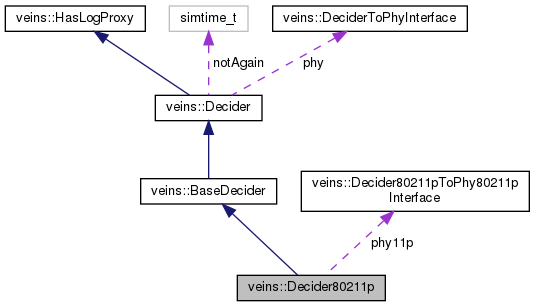 veins::HasLogProxy
simtime_t
veins::DeciderToPhyInterface
notAgain
phy
veins::Decider
veins::BaseDecider
veins::Decider80211pToPhy80211p
Interface
phy11p
veins::Decider80211p